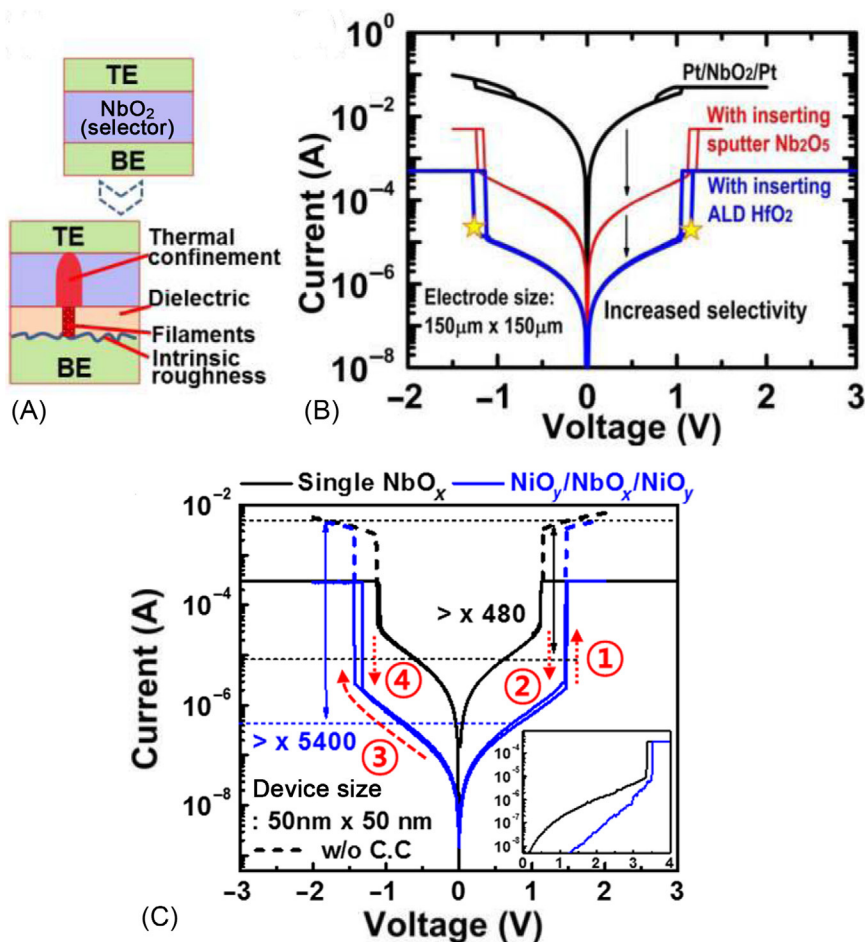 TE
NbO₂
(selector)
BE
TE
Thermal
confinement
Dielectric
Filaments
Intrinsic
roughness
BE
(A)
Current (A)
10⁰
10⁻²
10⁻⁴
10⁻⁶
10⁻⁸
Pt/NbO₂/Pt
With inserting
sputter Nb₂O₅
With inserting
ALD HfO₂
Electrode size:
150μm x 150μm
Increased selectivity
−2 −1 0 1 2 3
Voltage (V)
(B)
Single NbOₓ NiOᵧ/NbOₓ/NiOᵧ
Current (A)
10⁻²
10⁻⁴
10⁻⁶
10⁻⁸
> x 480
④ ② ①
> x 5400
③
Device size
: 50nm x 50 nm
w/o C.C
10⁻⁴
10⁻⁵
10⁻⁶
10⁻⁷
10⁻⁸
0 1 2 3 4
−3 −2 −1 0 1 2 3
Voltage (V)
(C)